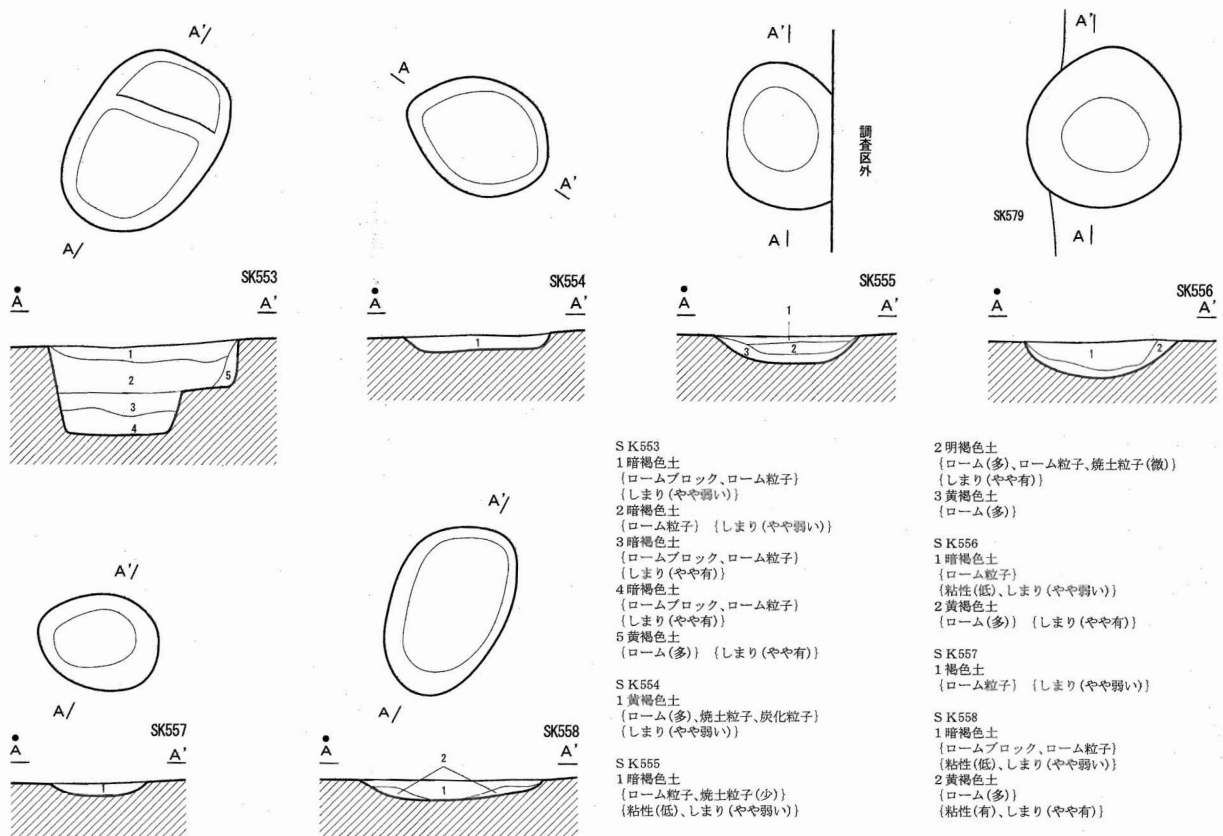 A'
A
SK553
A
A'
1
2
3
4
5
A
A'
SK554
A
A'
1
A'
調査区外
A
SK555
A
A'
1
2
3
A'
SK579
A
SK556
A
A'
1
2
A'
A
SK557
A
A'
1
A'
A
SK558
A
A'
2
1
SK553
1暗褐色土
{ロームブロック、ローム粒子}
{しまり(やや弱い)}
2暗褐色土
{ローム粒子} {しまり(やや弱い)}
3暗褐色土
{ロームブロック、ローム粒子}
{しまり(やや有)}
4暗褐色土
{ロームブロック、ローム粒子}
{しまり(やや有)}
5黄褐色土
{ローム(多)} {しまり(やや有)}
SK554
1黄褐色土
{ローム(多)、焼土粒子、炭化粒子}
{しまり(やや弱い)}
SK555
1暗褐色土
{ローム粒子、焼土粒子(少)}
{粘性(低)、しまり(やや弱い)}
2明褐色土
{ローム(多)、ローム粒子、焼土粒子(微)}
{しまり(やや有)}
3黄褐色土
{ローム(多)}
SK556
1暗褐色土
{ローム粒子}
{粘性(低)、しまり(やや弱い)}
2黄褐色土
{ローム(多)} {しまり(やや有)}
SK557
1褐色土
{ローム粒子} {しまり(やや弱い)}
SK558
1暗褐色土
{ロームブロック、ローム粒子}
{粘性(低)、しまり(やや弱い)}
2黄褐色土
{ローム(多)}
{粘性(有)、しまり(やや有)}